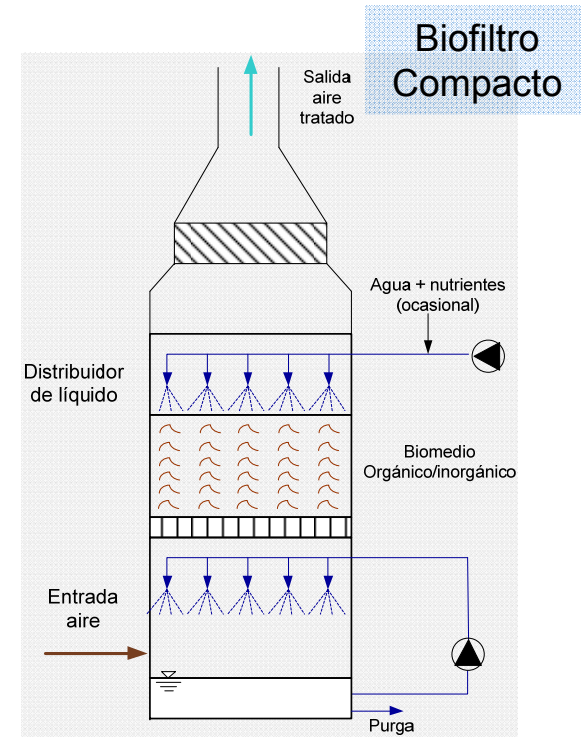 Biofiltro
Compacto
Salida
aire
tratado
Agua + nutrientes
(ocasional)
Distribuidor
de líquido
Biomedio
Orgánico/inorgánico
Entrada
aire
Purga